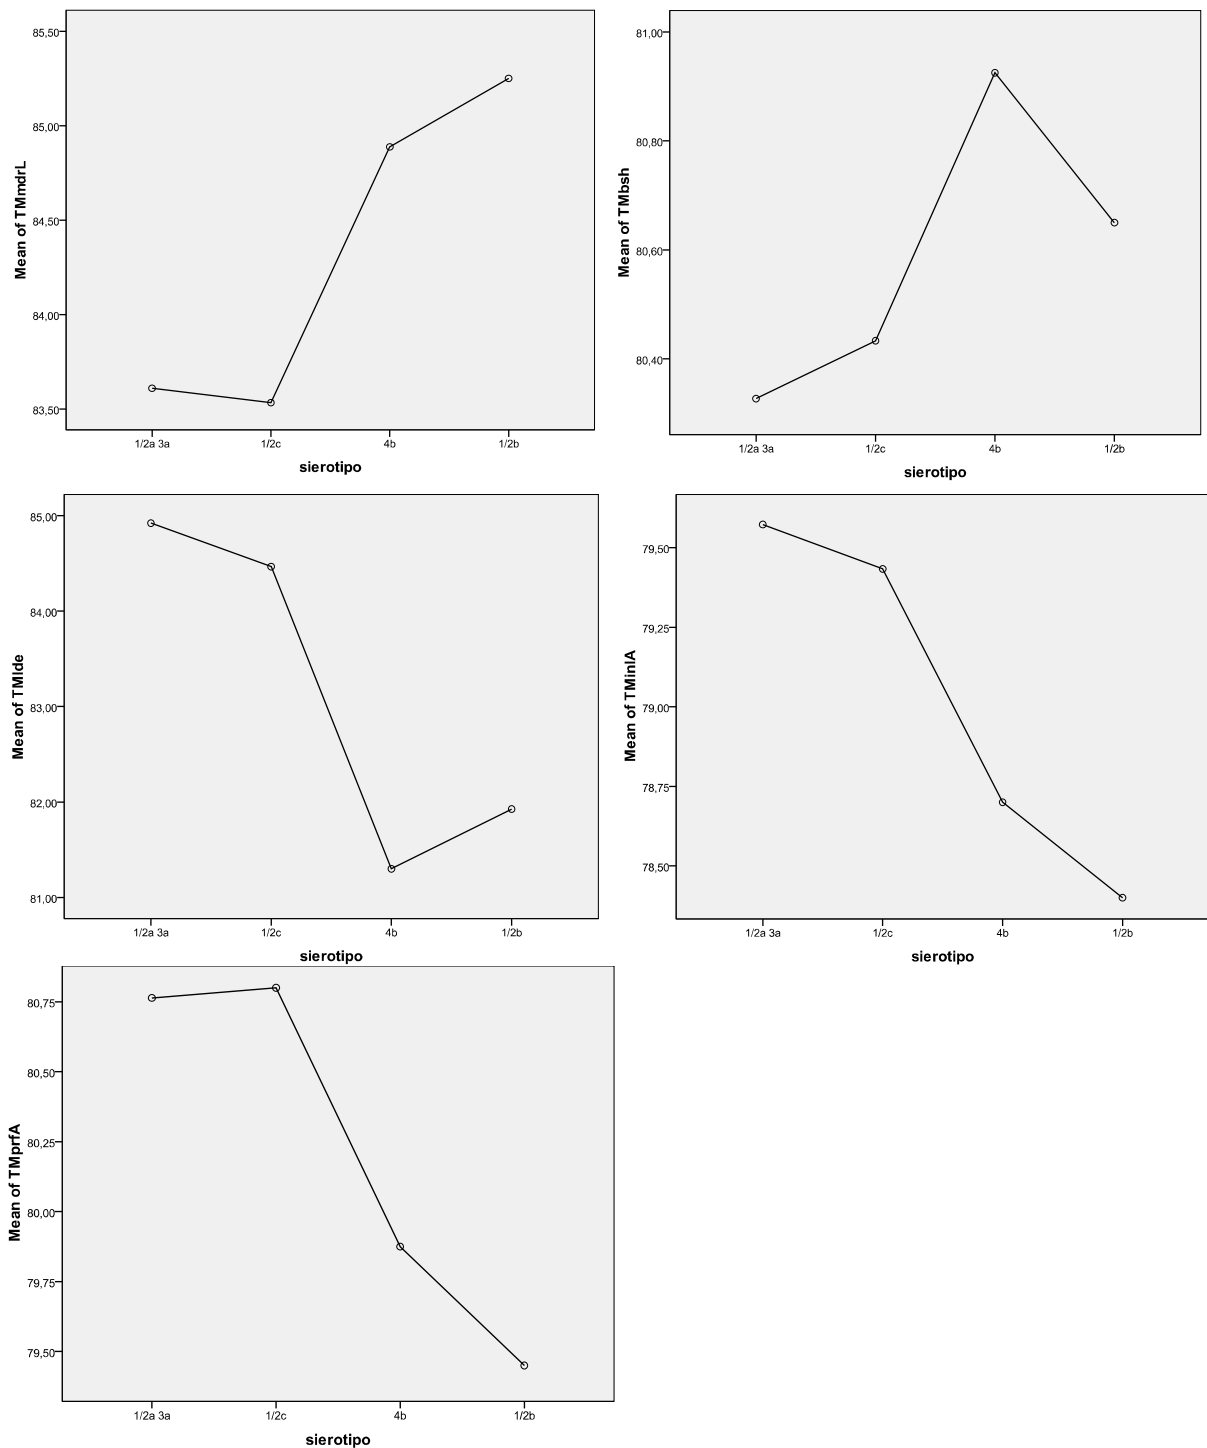 Mean of TMmdrL
85,50
85,00
84,50
84,00
83,50
1/2a 3a 1/2c 4b 1/2b
sierotipo
Mean of TMbsh
81,00
80,80
80,60
80,40
1/2a 3a 1/2c 4b 1/2b
sierotipo
Mean of TMlde
85,00
84,00
83,00
82,00
81,00
1/2a 3a 1/2c 4b 1/2b
sierotipo
Mean of TMinlA
79,50
79,25
79,00
78,75
78,50
1/2a 3a 1/2c 4b 1/2b
sierotipo
Mean of TMprfA
80,75
80,50
80,25
80,00
79,75
79,50
1/2a 3a 1/2c 4b 1/2b
sierotipo